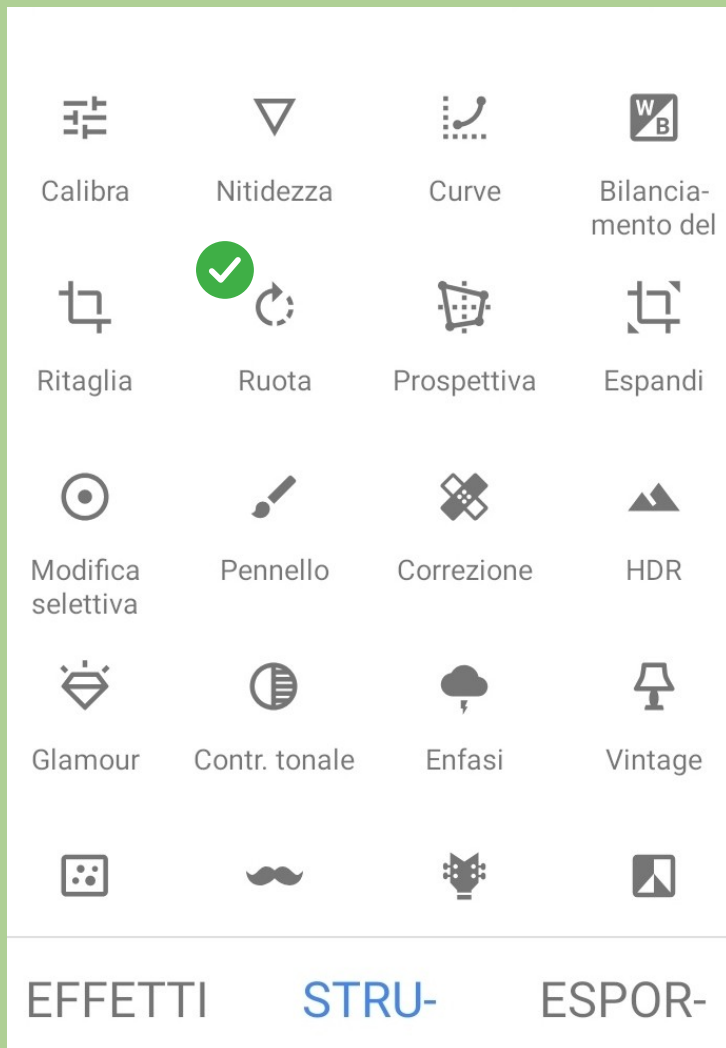 W
B
Calibra Nitidezza Curve Bilancia-
mento del
Ritaglia Ruota Prospettiva Espandi
Modifica Pennello Correzione HDR
selettiva
Glamour Contr. tonale Enfasi Vintage
EFFETTI STRU- ESPOR-